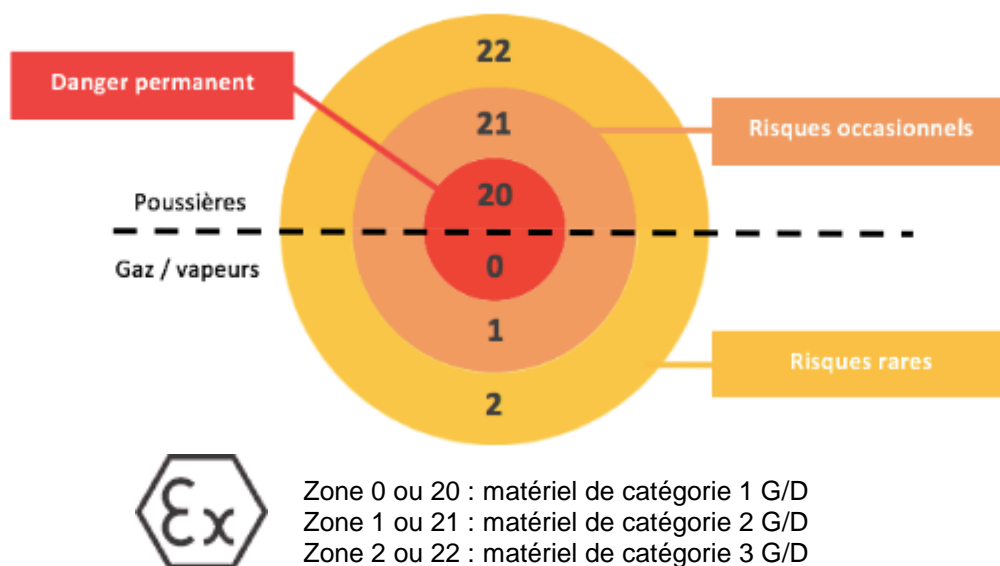 22
Danger permanent
21
Risques occasionnels
20
Poussières
Gaz / vapeurs
0
1
Risques rares
2
Ex
Zone 0 ou 20 : matériel de catégorie 1 G/D
Zone 1 ou 21 : matériel de catégorie 2 G/D
Zone 2 ou 22 : matériel de catégorie 3 G/D